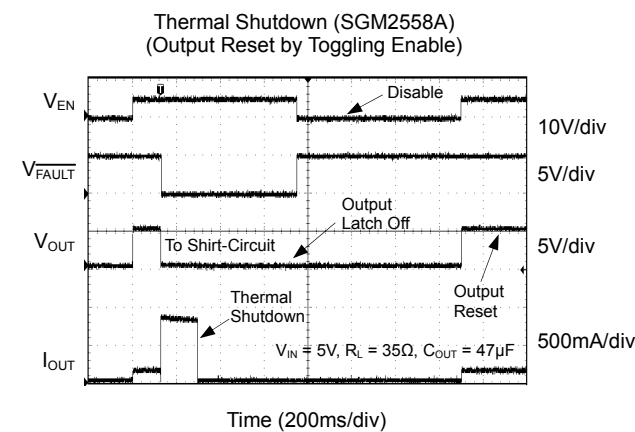 Thermal Shutdown (SGM2558A)
(Output Reset by Toggling Enable)
T
VEN
Disable
10V/div
VFAULT
5V/div
Output
Latch Off
VOUT
To Shirt-Circuit
5V/div
Output
Reset
Thermal
Shutdown
VIN = 5V, RL = 35Ω, COUT = 47μF
500mA/div
IOUT
Time (200ms/div)